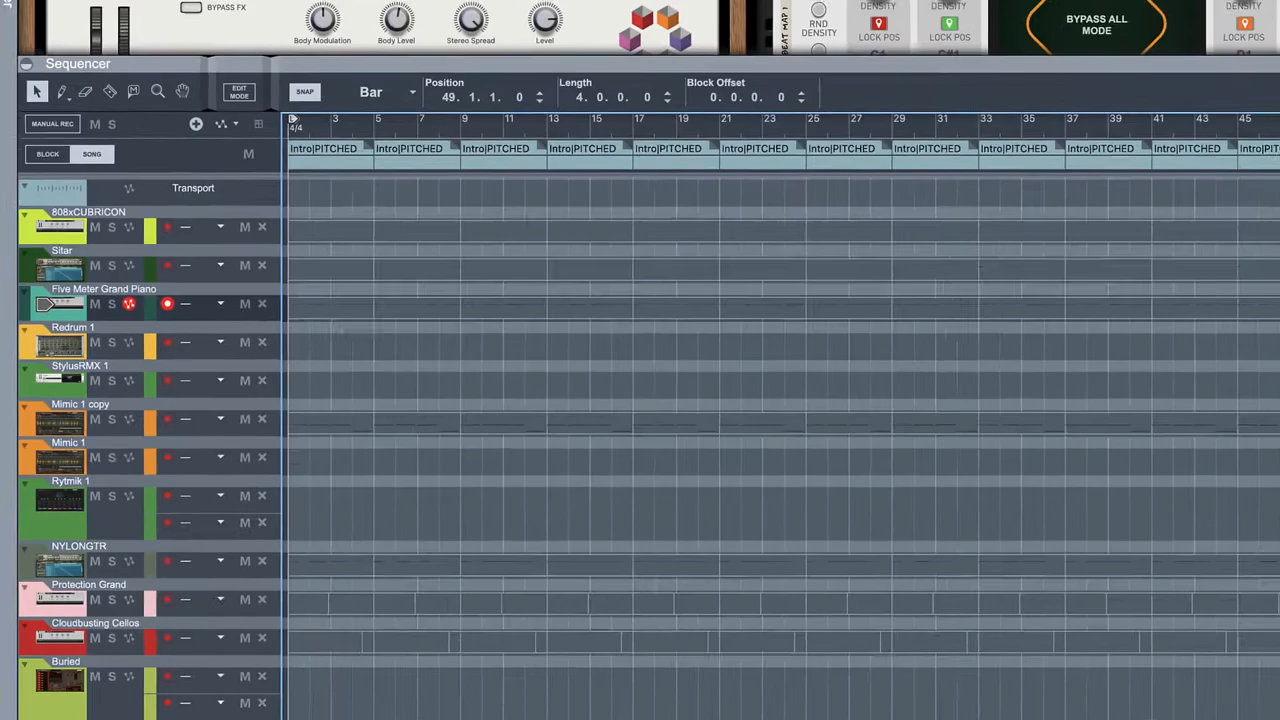 BYPASS FX
Body Modulation
Body Level
Stereo Spread
Level
BEAT MAP 1
RND
DENSITY
DENSITY
LOCK POS
DENSITY
LOCK POS
BYPASS ALL
MODE
DENSITY
LOCK POS
Sequencer
EDIT
MODE
SNAP
Bar
Position
49. 1. 1. 0
Length
4. 0. 0. 0
Block Offset
0. 0. 0. 0
MANUAL REC
M S
4/4
3 5 7 9 11 13 15 17 19 21 23 25 27 29 31 33 35 37 39 41 43 45
BLOCK
SONG
M
Intro|PITCHED Intro|PITCHED Intro|PITCHED Intro|PITCHED Intro|PITCHED Intro|PITCHED Intro|PITCHED Intro|PITCHED Intro|PITCHED Intro|PITCHED Intro|PITCHED Intro|PI
Transport
808xCUBRICON
M S M
Sitar
M S M
Five Meter Grand Piano
M S M
Redrum 1
M S M
StylusRMX 1
M S M
Mimic 1 copy
M S M
Mimic 1
M S M
Rytmik 1
M S M
M
NYLONGTR
M S M
Protection Grand
M S M
Cloudbusting Cellos
M S M
Buried
M S M
M